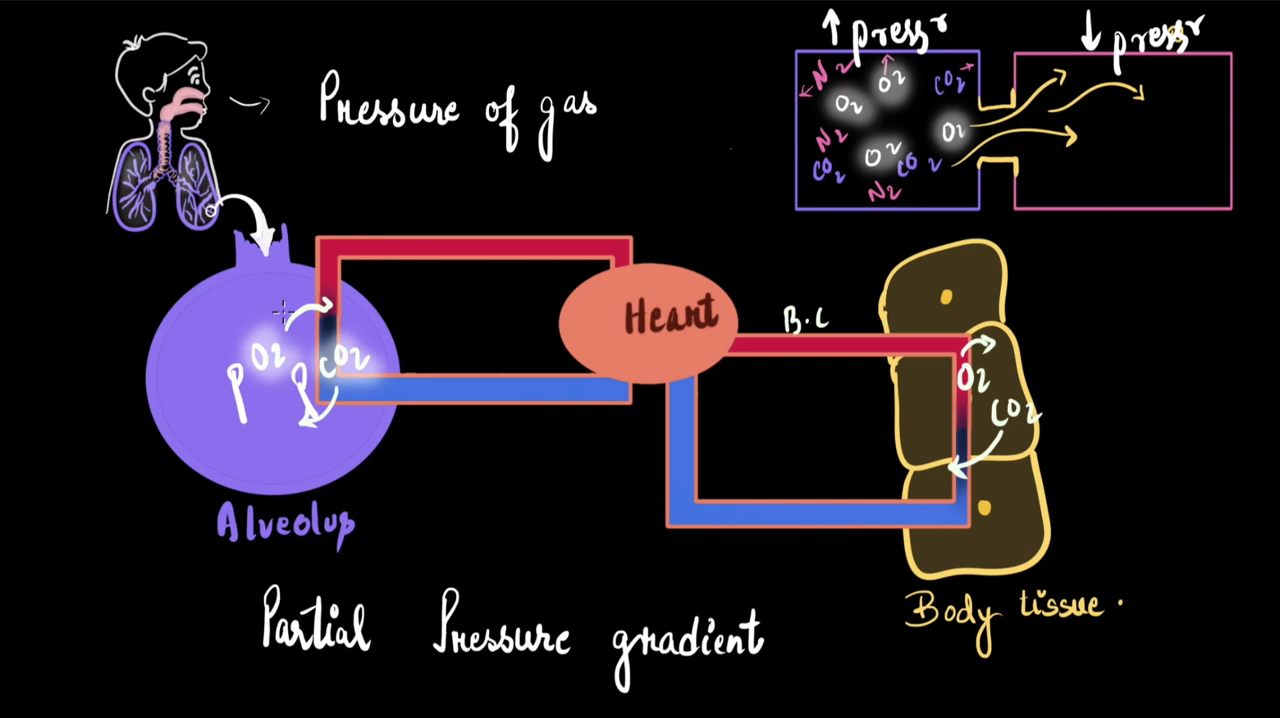 ↑ pressr
↓ pressr
Pressure of gas
N2 O2 O2 CO2
N2 O2 O2
CO2 CO2
N2
Heart
B.C
pO2 pCO2
O2
CO2
Alveolus
Body tissue.
Partial Pressure gradient